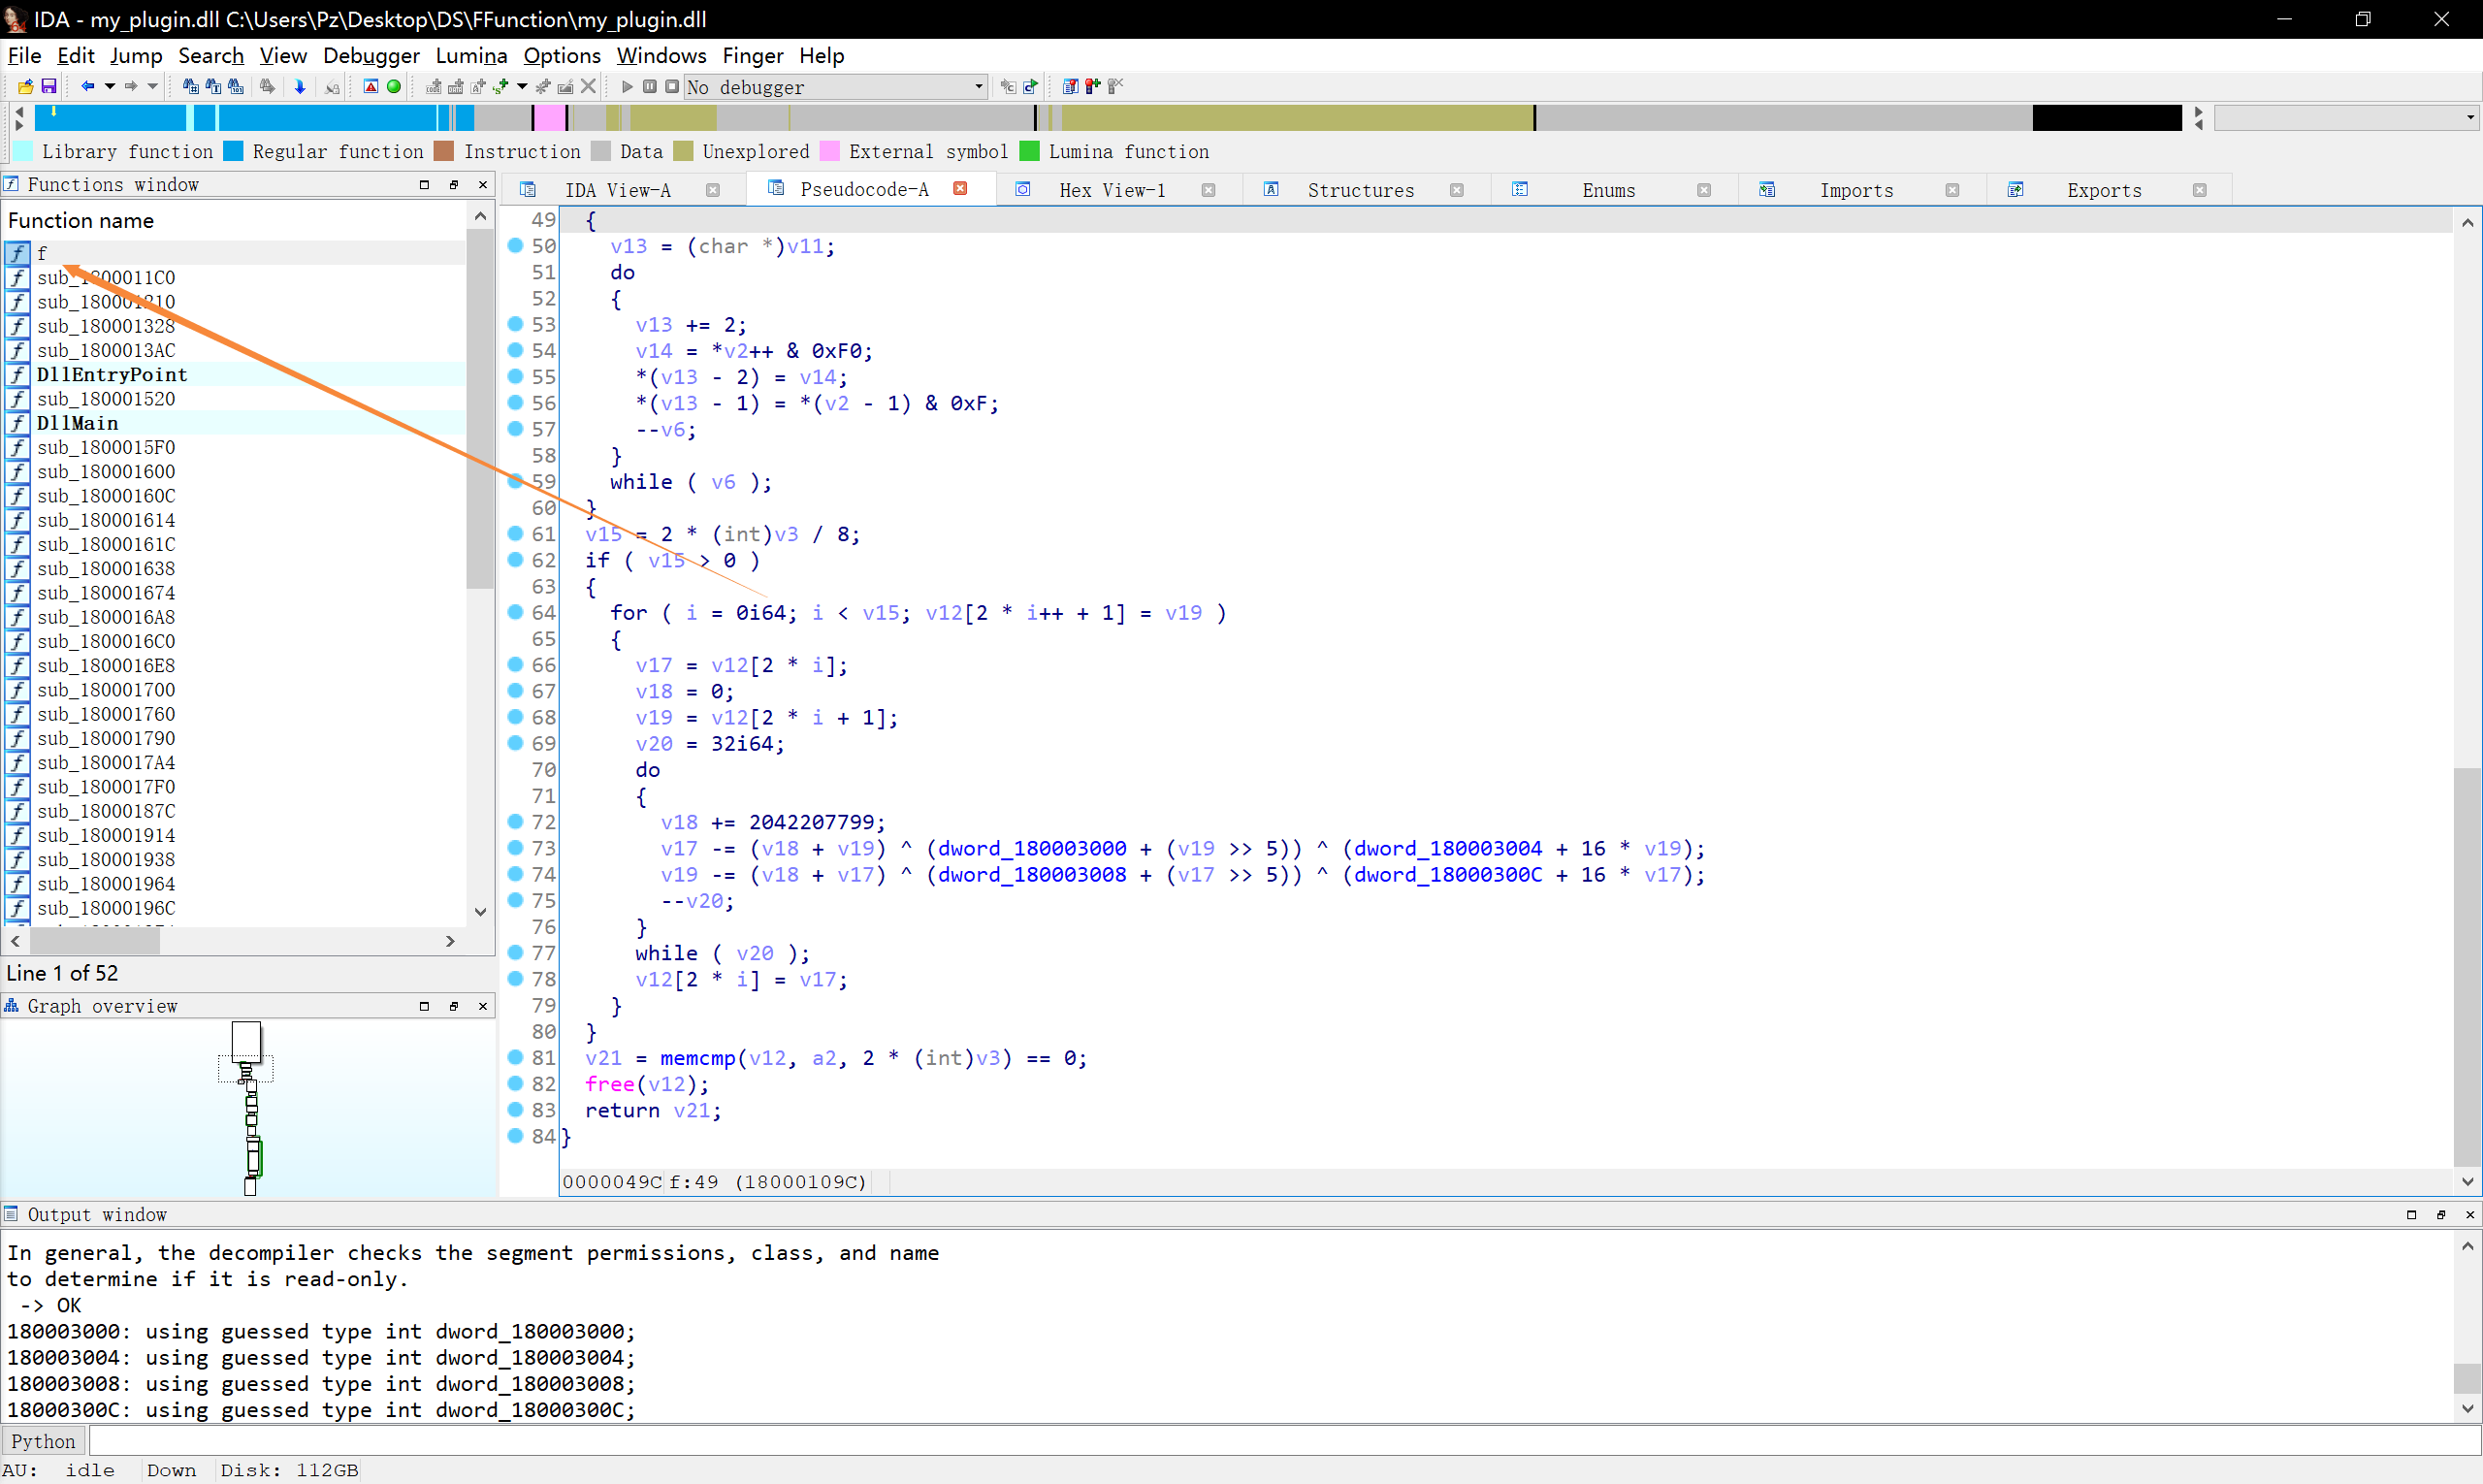 IDA - my_plugin.dll C:\Users\Pz\Desktop\DS\FFunction\my_plugin.dll
File Edit Jump Search View Debugger Lumina Options Windows Finger Help
No debugger
Library function Regular function Instruction Data Unexplored External symbol Lumina function
Functions window
Function name
f
sub_1800011C0
sub_180001210
sub_180001328
sub_1800013AC
DllEntryPoint
sub_180001520
DllMain
sub_1800015F0
sub_180001600
sub_18000160C
sub_180001614
sub_18000161C
sub_180001638
sub_180001674
sub_1800016A8
sub_1800016C0
sub_1800016E8
sub_180001700
sub_180001760
sub_180001790
sub_1800017A4
sub_1800017F0
sub_18000187C
sub_180001914
sub_180001938
sub_180001964
sub_18000196C
Line 1 of 52
Graph overview
IDA View-A Pseudocode-A Hex View-1 Structures Enums Imports Exports
49 {
50 v13 = (char *)v11;
51 do
52 {
53 v13 += 2;
54 v14 = *v2++ & 0xF0;
55 *(v13 - 2) = v14;
56 *(v13 - 1) = *(v2 - 1) & 0xF;
57 --v6;
58 }
59 while ( v6 );
60 }
61 v15 = 2 * (int)v3 / 8;
62 if ( v15 > 0 )
63 {
64 for ( i = 0i64; i < v15; v12[2 * i++ + 1] = v19 )
65 {
66 v17 = v12[2 * i];
67 v18 = 0;
68 v19 = v12[2 * i + 1];
69 v20 = 32i64;
70 do
71 {
72 v18 += 2042207799;
73 v17 -= (v18 + v19) ^ (dword_180003000 + (v19 >> 5)) ^ (dword_180003004 + 16 * v19);
74 v19 -= (v18 + v17) ^ (dword_180003008 + (v17 >> 5)) ^ (dword_18000300C + 16 * v17);
75 --v20;
76 }
77 while ( v20 );
78 v12[2 * i] = v17;
79 }
80 }
81 v21 = memcmp(v12, a2, 2 * (int)v3) == 0;
82 free(v12);
83 return v21;
84 }
0000049C f:49 (18000109C)
Output window
In general, the decompiler checks the segment permissions, class, and name
to determine if it is read-only.
-> OK
180003000: using guessed type int dword_180003000;
180003004: using guessed type int dword_180003004;
180003008: using guessed type int dword_180003008;
18000300C: using guessed type int dword_18000300C;
Python
AU: idle Down Disk: 112GB